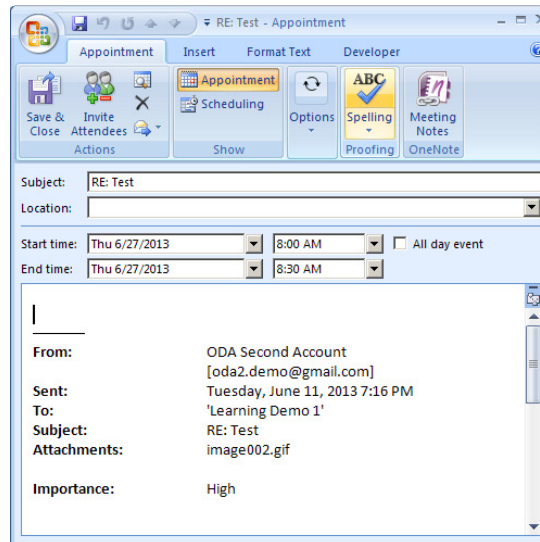 RE: Test - Appointment
Appointment Insert Format Text Developer
Save & Close
Invite Attendees
Appointment
Scheduling
Options
ABC
Spelling
Meeting Notes
Actions Show Proofing OneNote
Subject: RE: Test
Location:
Start time: Thu 6/27/2013 8:00 AM All day event
End time: Thu 6/27/2013 8:30 AM
From: ODA Second Account
[oda2.demo@gmail.com]
Sent: Tuesday, June 11, 2013 7:16 PM
To: 'Learning Demo 1'
Subject: RE: Test
Attachments: image002.gif
Importance: High